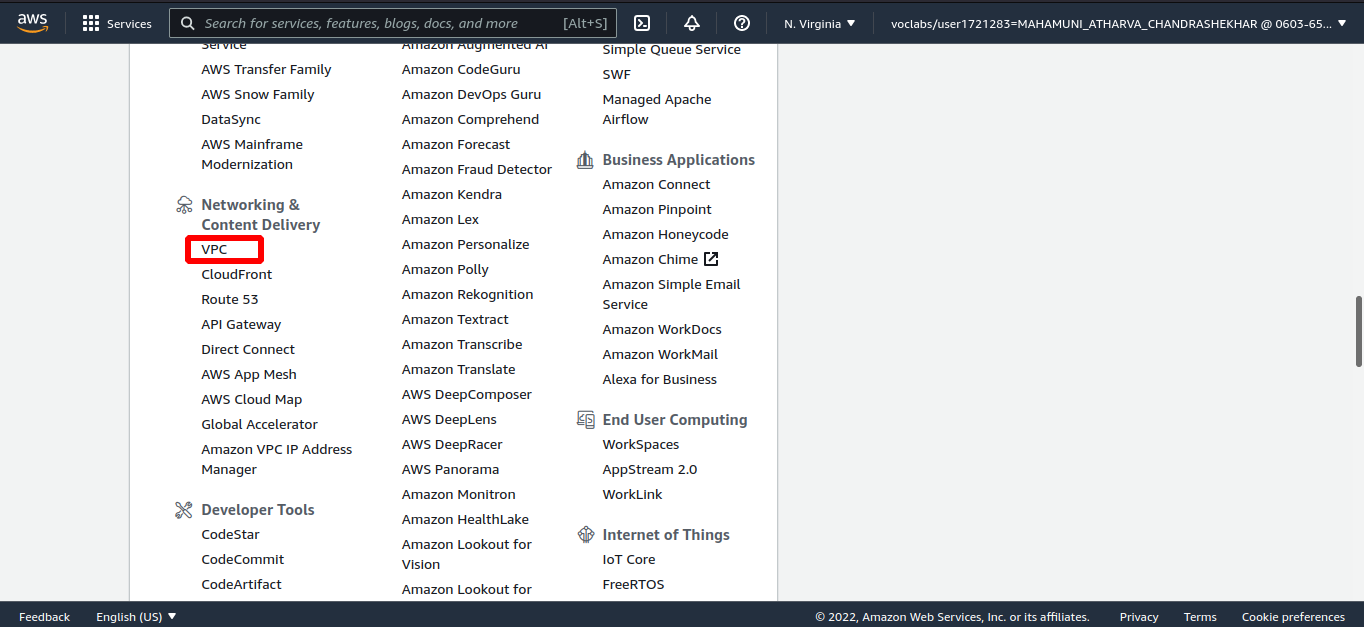 aws
Services
Search for services, features, blogs, docs, and more
[Alt+S]
N. Virginia
voclabs/user1721283=MAHAMUNI_ATHARVA_CHANDRASHEKHAR @ 0603-65...
Service
AWS Transfer Family
AWS Snow Family
DataSync
AWS Mainframe
Modernization
Networking &
Content Delivery
VPC
CloudFront
Route 53
API Gateway
Direct Connect
AWS App Mesh
AWS Cloud Map
Global Accelerator
Amazon VPC IP Address
Manager
Developer Tools
CodeStar
CodeCommit
CodeArtifact
Amazon Augmented AI
Amazon CodeGuru
Amazon DevOps Guru
Amazon Comprehend
Amazon Forecast
Amazon Fraud Detector
Amazon Kendra
Amazon Lex
Amazon Personalize
Amazon Polly
Amazon Rekognition
Amazon Textract
Amazon Transcribe
Amazon Translate
AWS DeepComposer
AWS DeepLens
AWS DeepRacer
AWS Panorama
Amazon Monitron
Amazon HealthLake
Amazon Lookout for
Vision
Amazon Lookout for
Simple Queue Service
SWF
Managed Apache
Airflow
Business Applications
Amazon Connect
Amazon Pinpoint
Amazon Honeycode
Amazon Chime
Amazon Simple Email
Service
Amazon WorkDocs
Amazon WorkMail
Alexa for Business
End User Computing
WorkSpaces
AppStream 2.0
WorkLink
Internet of Things
IoT Core
FreeRTOS
Feedback
English (US)
© 2022, Amazon Web Services, Inc. or its affiliates.
Privacy
Terms
Cookie preferences